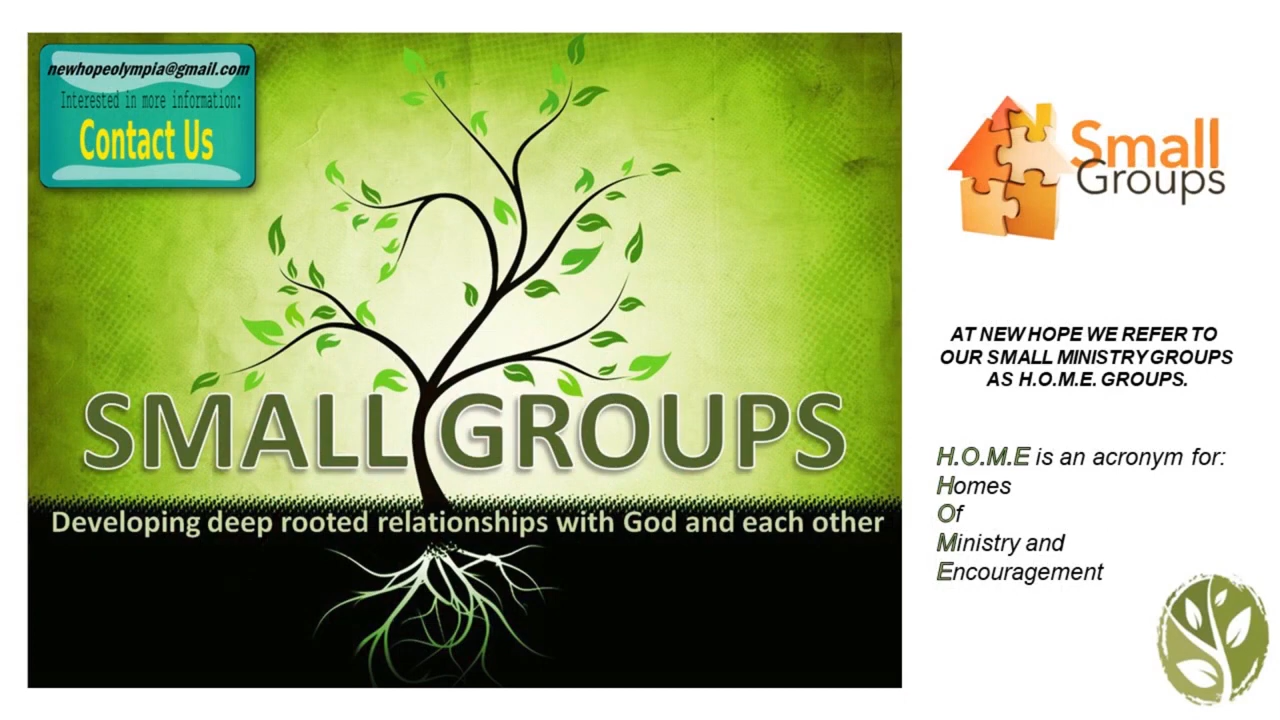 newhopeolympia@gmail.com
Interested in more information:
Contact Us
SMALL GROUPS
Developing deep rooted relationships with God and each other
Small
Groups
AT NEW HOPE WE REFER TO
OUR SMALL MINISTRY GROUPS
AS H.O.M.E. GROUPS.
H.O.M.E is an acronym for:
Homes
Of
Ministry and
Encouragement